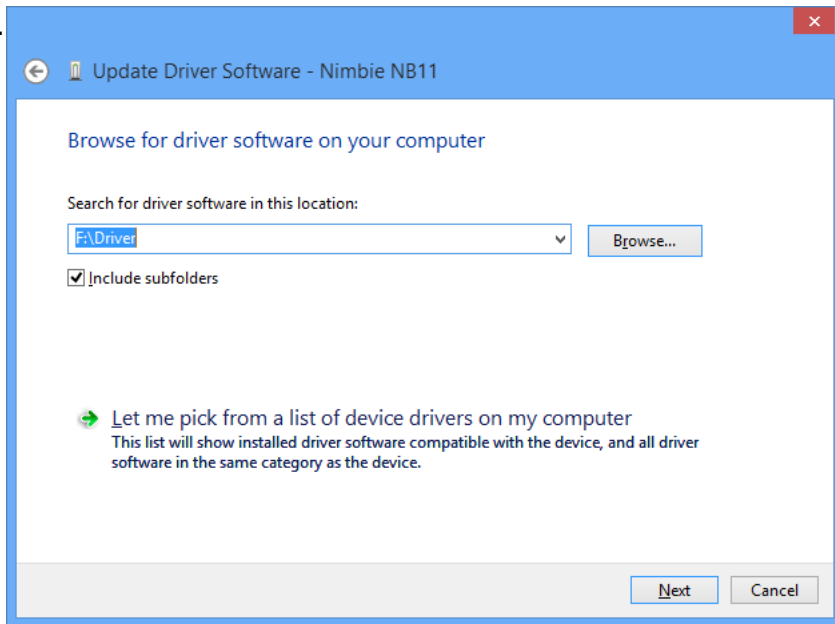 Update Driver Software - Nimbie NB11
Browse for driver software on your computer
Search for driver software in this location:
F:\Driver
Browse...
Include subfolders
Let me pick from a list of device drivers on my computer
This list will show installed driver software compatible with the device, and all driver
software in the same category as the device.
Next
Cancel